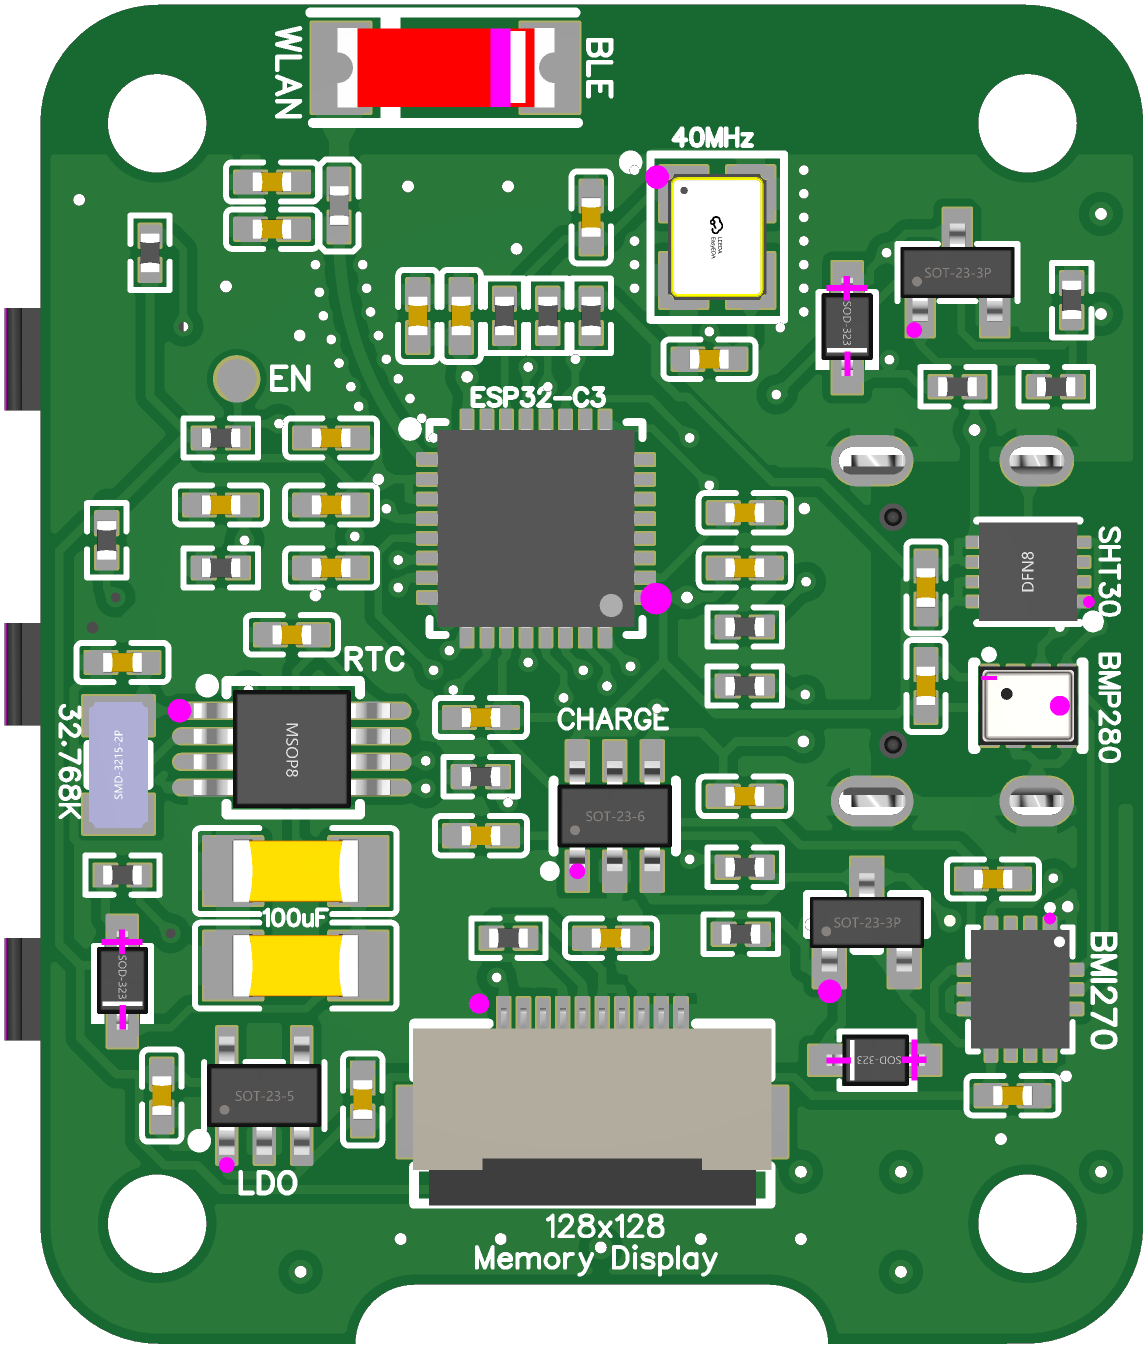 WLAN
BLE
40MHz
SOT-23-3P
SOD-323
EN
ESP32-C3
SHT30
DFN8
RTC
BMP280
CHARGE
32.768K
SMD-3215-2P
MSOP8
SOT-23-6
100uF
SOT-23-3P
BMI270
SOD-323
SOD-323
SOT-23-5
LDO
128x128
Memory Display